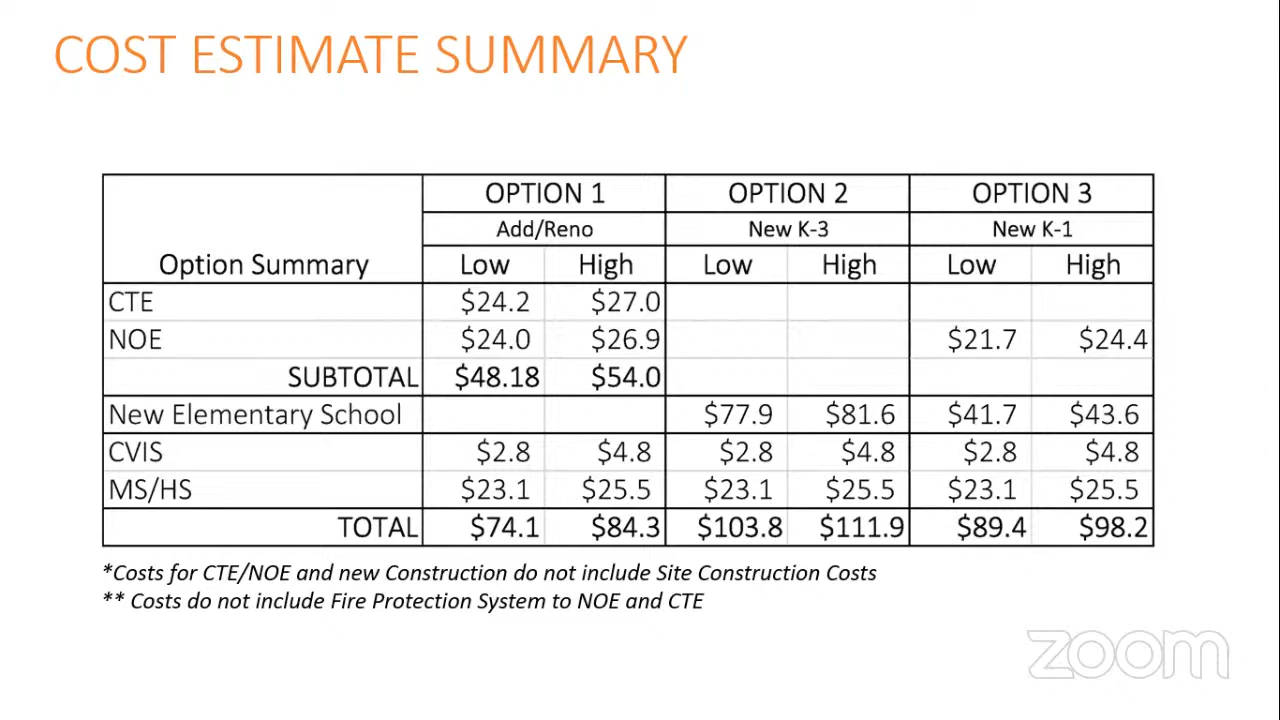 COST ESTIMATE SUMMARY
OPTION 1 OPTION 2 OPTION 3
Add/Reno New K-3 New K-1
Option Summary Low High Low High Low High
CTE $24.2 $27.0
NOE $24.0 $26.9 $21.7 $24.4
SUBTOTAL $48.18 $54.0
New Elementary School $77.9 $81.6 $41.7 $43.6
CVIS $2.8 $4.8 $2.8 $4.8 $2.8 $4.8
MS/HS $23.1 $25.5 $23.1 $25.5 $23.1 $25.5
TOTAL $74.1 $84.3 $103.8 $111.9 $89.4 $98.2
*Costs for CTE/NOE and new Construction do not include Site Construction Costs
** Costs do not include Fire Protection System to NOE and CTE
zoom